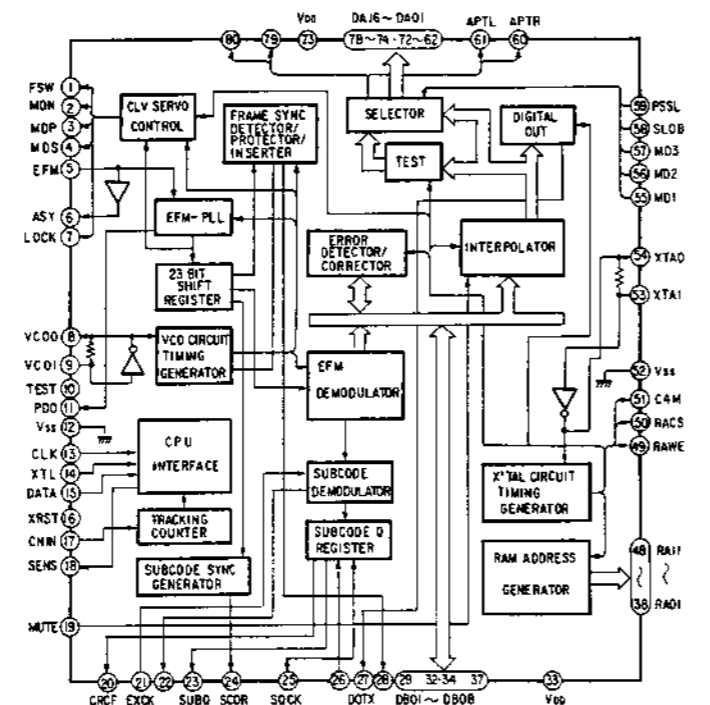 VDD DA16~DA01 APTL APTR
80 79 73 78~74·72~62 61 60
FSW 1
MON 2
MDP 3
MDS 4
EFM 5
ASY 6
LOCK 7
VCOO 8
VCOI 9
TEST 10
PDO 11
Vss 12
CLK 13
XTL 14
DATA 15
XRST 16
CNIN 17
SENS 18
MUTE 19
CLV SERVO
CONTROL
FRAME SYNC
DETECTOR/
PROTECTOR/
INSERTER
SELECTOR
DIGITAL
OUT
TEST
EFM-PLL
ERROR
DETECTOR/
CORRECTOR
INTERPOLATOR
23 BIT
SHIFT
REGISTER
VCO CIRCUIT
TIMING
GENERATOR
EFM
DEMODULATOR
CPU
INTERFACE
SUBCODE
DEMODULATOR
X'TAL CIRCUIT
TIMING
GENERATOR
TRACKING
COUNTER
SUBCODE Q
REGISTER
SUBCODE SYNC
GENERATOR
RAM ADDRESS
GENERATOR
59 PSSL
58 SLOB
57 MD3
56 MD2
55 MD1
54 XTAO
53 XTAI
52 Vss
51 C4M
50 RACS
49 RAWE
48 RA11
38 RA01
20 21 22 23 24 25 26 27 28 29 32·34 37 33
CRCF EXCK SUBQ SCOR SQCK DOTX DB01~DB08 VDD